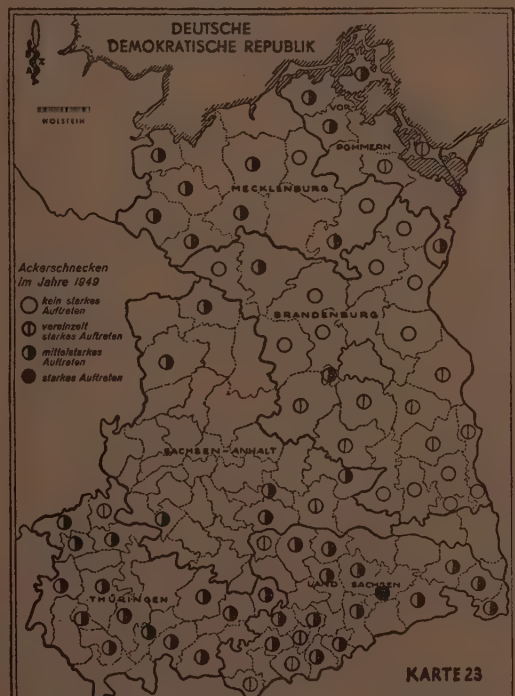 DEUTSCHE
DEMOKRATISCHE REPUBLIK
WOLSTEIN
VOR-
POMMERN
MECKLENBURG
Ackerschnecken
im Jahre 1949
kein starkes
Auftreten
vereinzelt
starkes Auftreten
mittelstarkes
Auftreten
starkes Auftreten
BRANDENBURG
SACHSEN-ANHALT
LAND SACHSEN
THÜRINGEN
KARTE 23